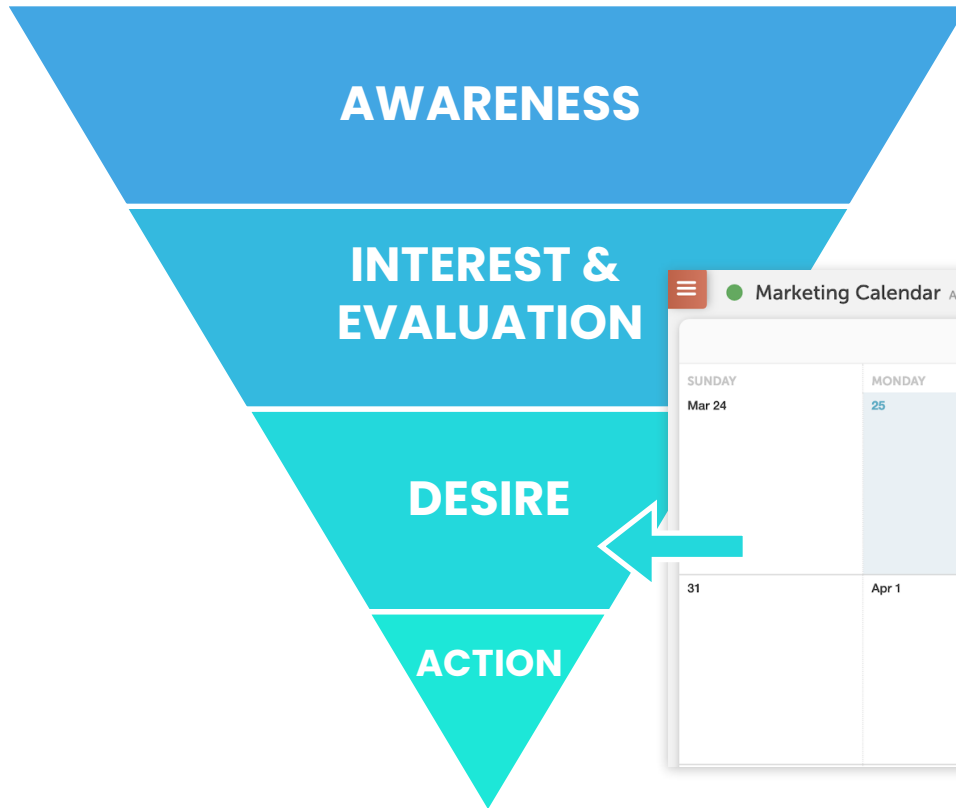 AWARENESS
INTEREST &
EVALUATION
Marketing Calendar
SUNDAY MONDAY
Mar 24 25
DESIRE
31 Apr 1
ACTION